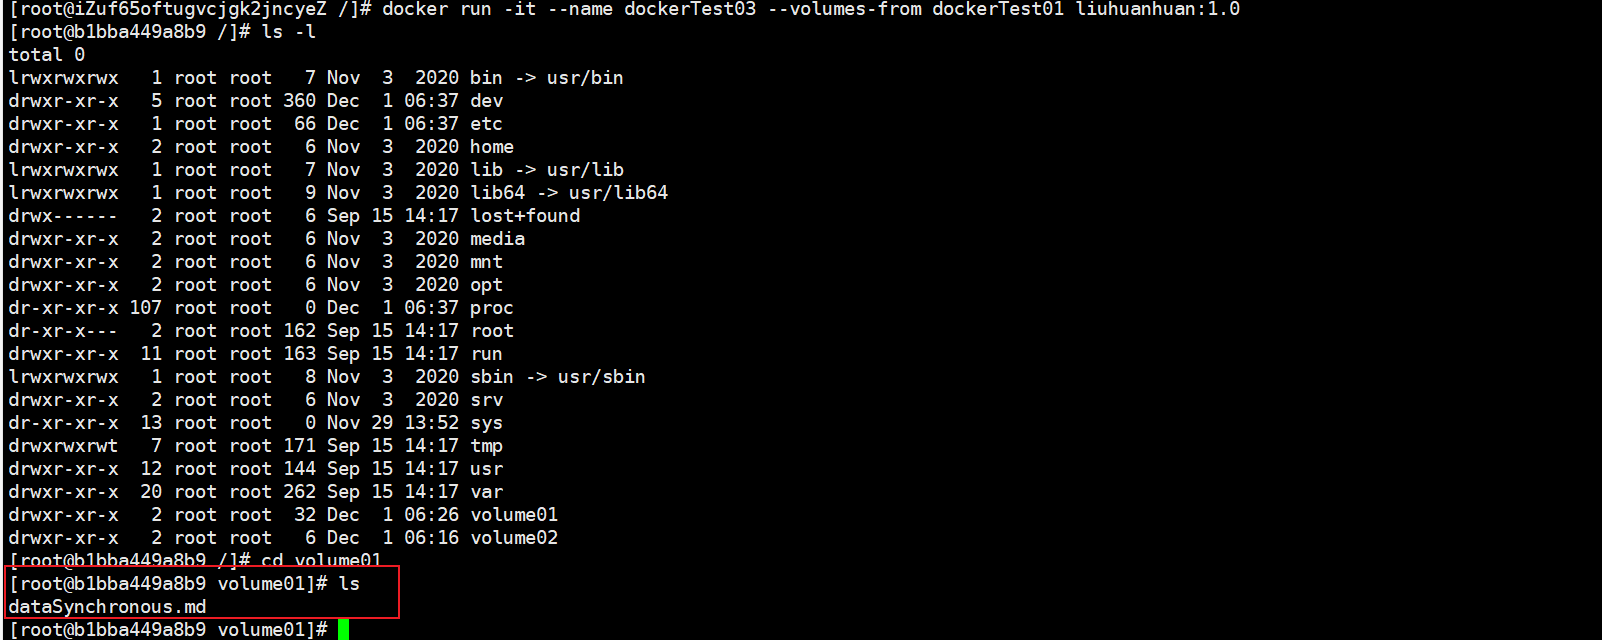 [root@iZuf65oftugvcjgk2jncyeZ /]# docker run -it --name dockerTest03 --volumes-from dockerTest01 liuhuanhuan:1.0
[root@b1bba449a8b9 /]# ls -l
total 0
lrwxrwxrwx   1 root root   7 Nov  3  2020 bin -> usr/bin
drwxr-xr-x   5 root root 360 Dec  1 06:37 dev
drwxr-xr-x   1 root root  66 Dec  1 06:37 etc
drwxr-xr-x   2 root root   6 Nov  3  2020 home
lrwxrwxrwx   1 root root   7 Nov  3  2020 lib -> usr/lib
lrwxrwxrwx   1 root root   9 Nov  3  2020 lib64 -> usr/lib64
drwx------   2 root root   6 Sep 15 14:17 lost+found
drwxr-xr-x   2 root root   6 Nov  3  2020 media
drwxr-xr-x   2 root root   6 Nov  3  2020 mnt
drwxr-xr-x   2 root root   6 Nov  3  2020 opt
dr-xr-xr-x 107 root root   0 Dec  1 06:37 proc
dr-xr-x---   2 root root 162 Sep 15 14:17 root
drwxr-xr-x  11 root root 163 Sep 15 14:17 run
lrwxrwxrwx   1 root root   8 Nov  3  2020 sbin -> usr/sbin
drwxr-xr-x   2 root root   6 Nov  3  2020 srv
dr-xr-xr-x  13 root root   0 Nov 29 13:52 sys
drwxrwxrwt   7 root root 171 Sep 15 14:17 tmp
drwxr-xr-x  12 root root 144 Sep 15 14:17 usr
drwxr-xr-x  20 root root 262 Sep 15 14:17 var
drwxr-xr-x   2 root root  32 Dec  1 06:26 volume01
drwxr-xr-x   2 root root   6 Dec  1 06:16 volume02
[root@b1bba449a8b9 /]# cd volume01
[root@b1bba449a8b9 volume01]# ls
dataSynchronous.md
[root@b1bba449a8b9 volume01]#